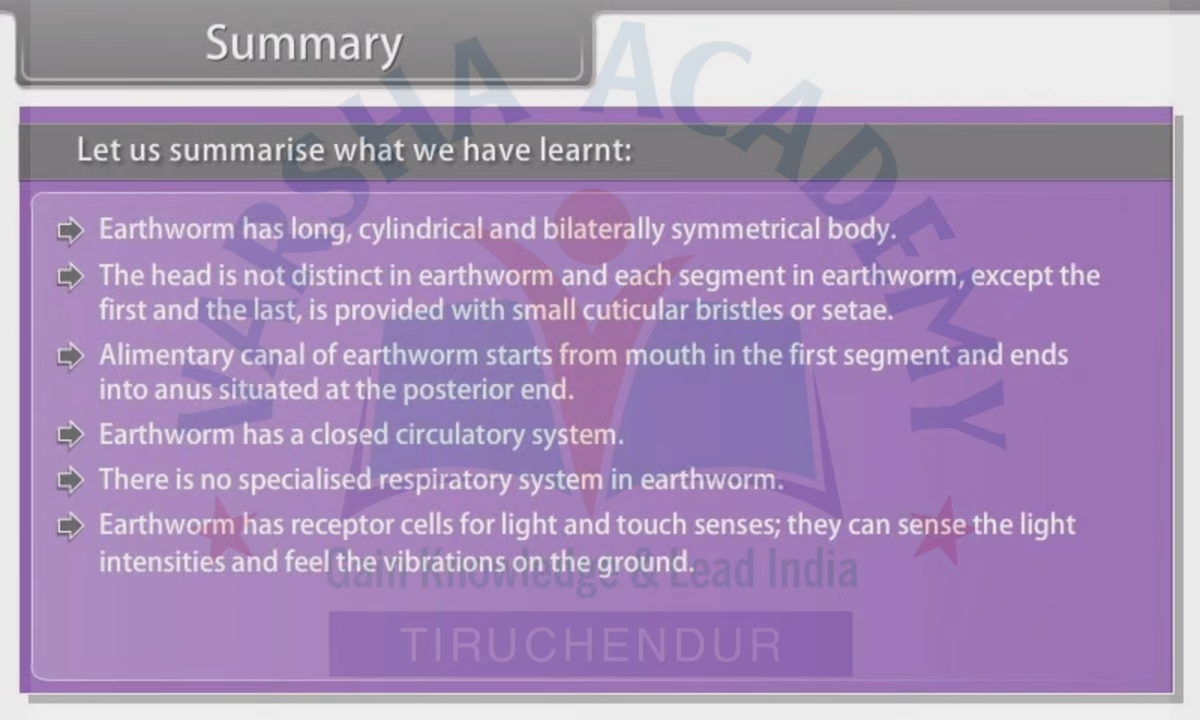 Summary
Let us summarise what we have learnt:
Earthworm has long, cylindrical and bilaterally symmetrical body.
The head is not distinct in earthworm and each segment in earthworm, except the
first and the last, is provided with small cuticular bristles or setae.
Alimentary canal of earthworm starts from mouth in the first segment and ends
into anus situated at the posterior end.
Earthworm has a closed circulatory system.
There is no specialised respiratory system in earthworm.
Earthworm has receptor cells for light and touch senses; they can sense the light
intensities and feel the vibrations on the ground.
VARSHA ACADEMY
Gain Knowledge & Lead India
TIRUCHENDUR